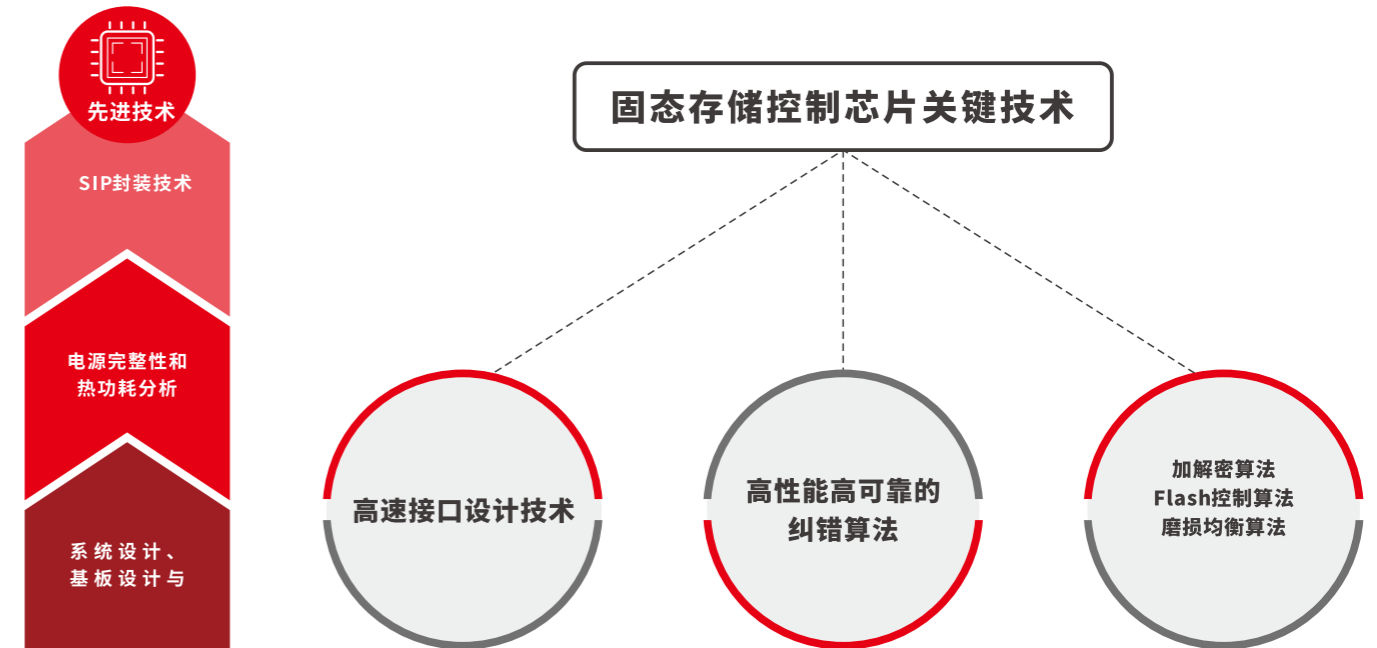 先进技术
SIP封装技术
电源完整性和
热功耗分析
系统设计、
基板设计与
固态存储控制芯片关键技术
高速接口设计技术
高性能高可靠的
纠错算法
加解密算法
Flash控制算法
磨损均衡算法